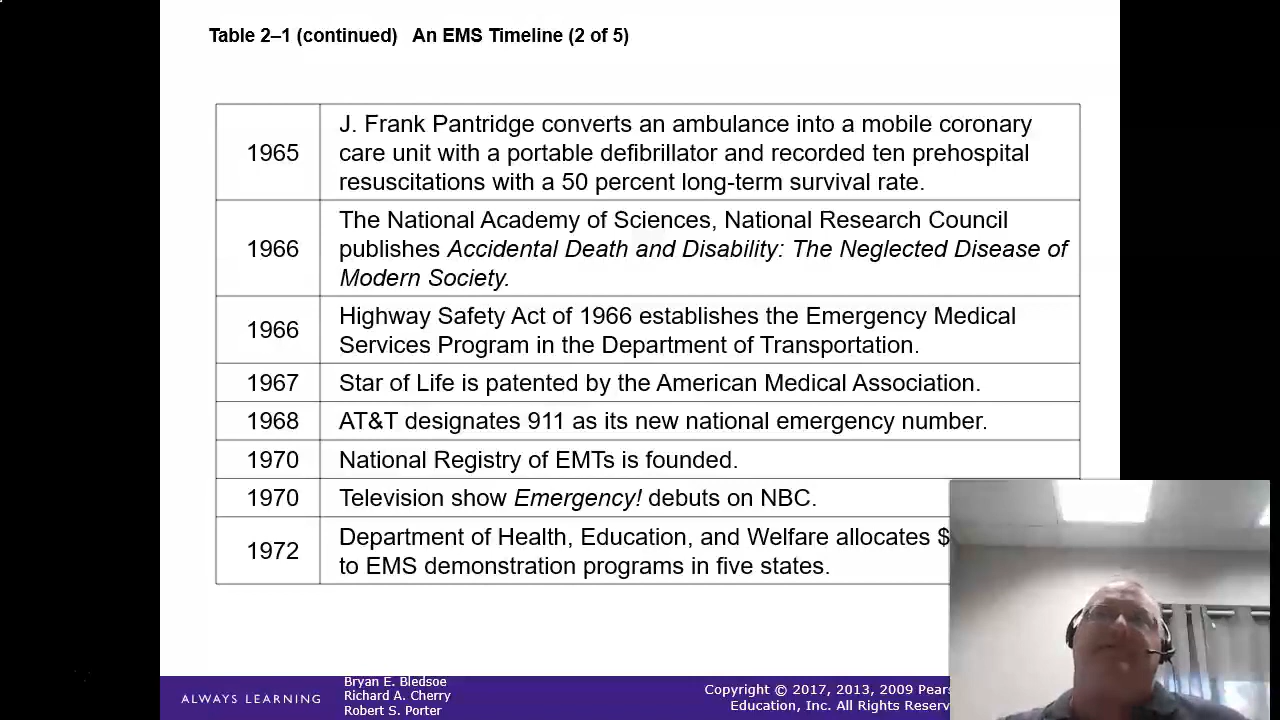 Table 2–1 (continued) An EMS Timeline (2 of 5)
1965
J. Frank Pantridge converts an ambulance into a mobile coronary
care unit with a portable defibrillator and recorded ten prehospital
resuscitations with a 50 percent long-term survival rate.
1966
The National Academy of Sciences, National Research Council
publishes Accidental Death and Disability: The Neglected Disease of
Modern Society.
1966
Highway Safety Act of 1966 establishes the Emergency Medical
Services Program in the Department of Transportation.
1967
Star of Life is patented by the American Medical Association.
1968
AT&T designates 911 as its new national emergency number.
1970
National Registry of EMTs is founded.
1970
Television show Emergency! debuts on NBC.
1972
Department of Health, Education, and Welfare allocates $
to EMS demonstration programs in five states.
ALWAYS LEARNING
Bryan E. Bledsoe
Richard A. Cherry
Robert S. Porter
Copyright © 2017, 2013, 2009 Pears
Education, Inc. All Rights Reser